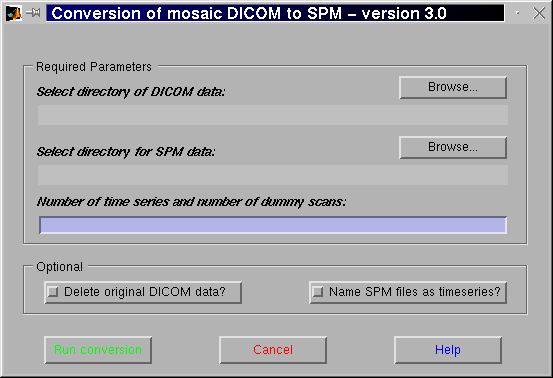 Conversion of mosaic DICOM to SPM – version 3.0
Required Parameters
Select directory of DICOM data:
Browse...
Select directory for SPM data:
Browse...
Number of time series and number of dummy scans:
Optional
Delete original DICOM data?
Name SPM files as timeseries?
Run conversion
Cancel
Help